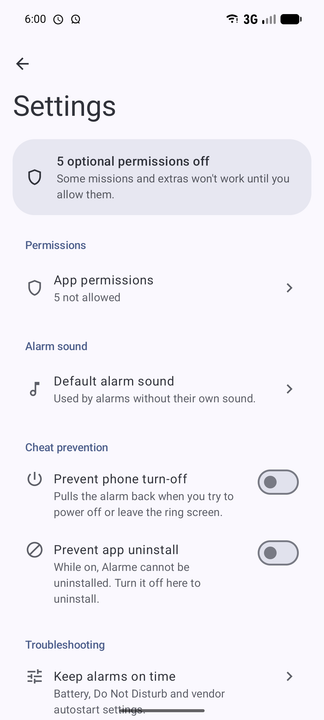 6:00
3G
Settings
5 optional permissions off
Some missions and extras won't work until you
allow them.
Permissions
App permissions
5 not allowed
Alarm sound
Default alarm sound
Used by alarms without their own sound.
Cheat prevention
Prevent phone turn-off
Pulls the alarm back when you try to
power off or leave the ring screen.
Prevent app uninstall
While on, Alarme cannot be
uninstalled. Turn it off here to
uninstall.
Troubleshooting
Keep alarms on time
Battery, Do Not Disturb and vendor
autostart settings.